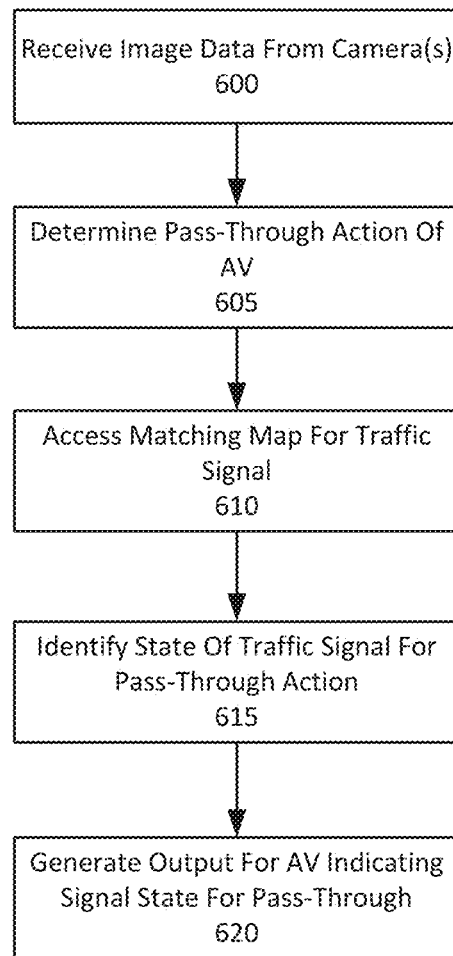 Receive Image Data From Camera(s)
600
Determine Pass-Through Action Of
AV
605
Access Matching Map For Traffic
Signal
610
Identify State Of Traffic Signal For
Pass-Through Action
615
Generate Output For AV Indicating
Signal State For Pass-Through
620